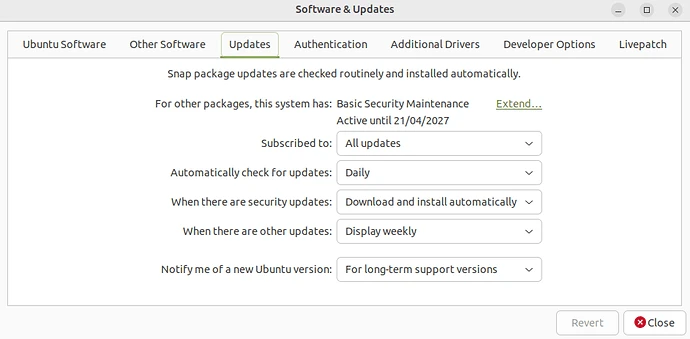 Software & Updates
Ubuntu Software Other Software Updates Authentication Additional Drivers Developer Options Livepatch
Snap package updates are checked routinely and installed automatically.
For other packages, this system has: Basic Security Maintenance Extend…
Active until 21/04/2027
Subscribed to: All updates
Automatically check for updates: Daily
When there are security updates: Download and install automatically
When there are other updates: Display weekly
Notify me of a new Ubuntu version: For long-term support versions
Revert Close